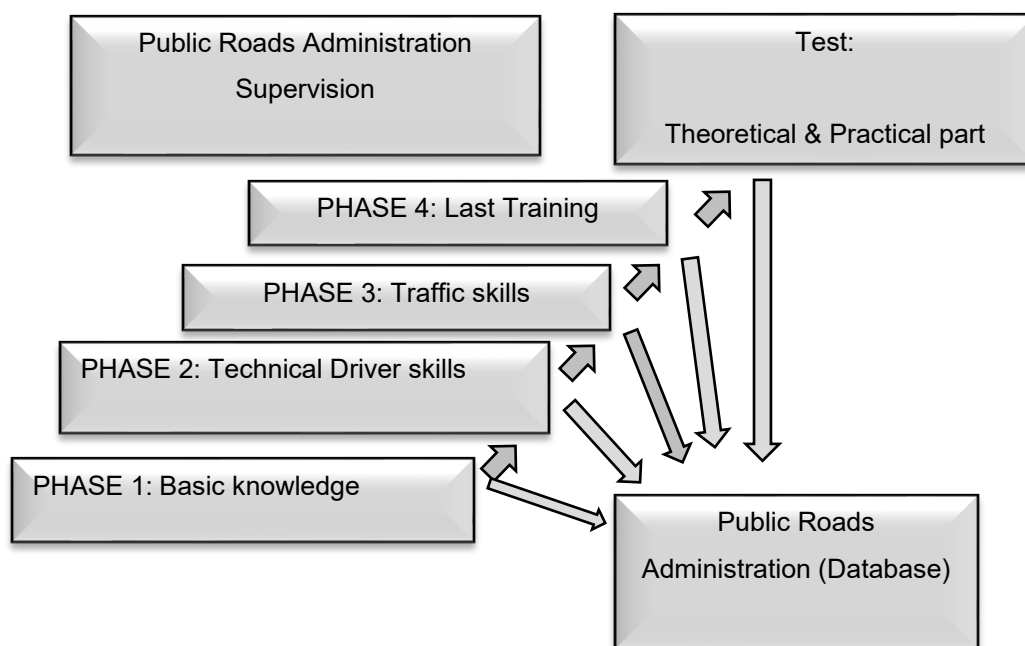 Public Roads Administration
Supervision
Test:
Theoretical & Practical part
PHASE 4: Last Training
PHASE 3: Traffic skills
PHASE 2: Technical Driver skills
PHASE 1: Basic knowledge
Public Roads
Administration (Database)